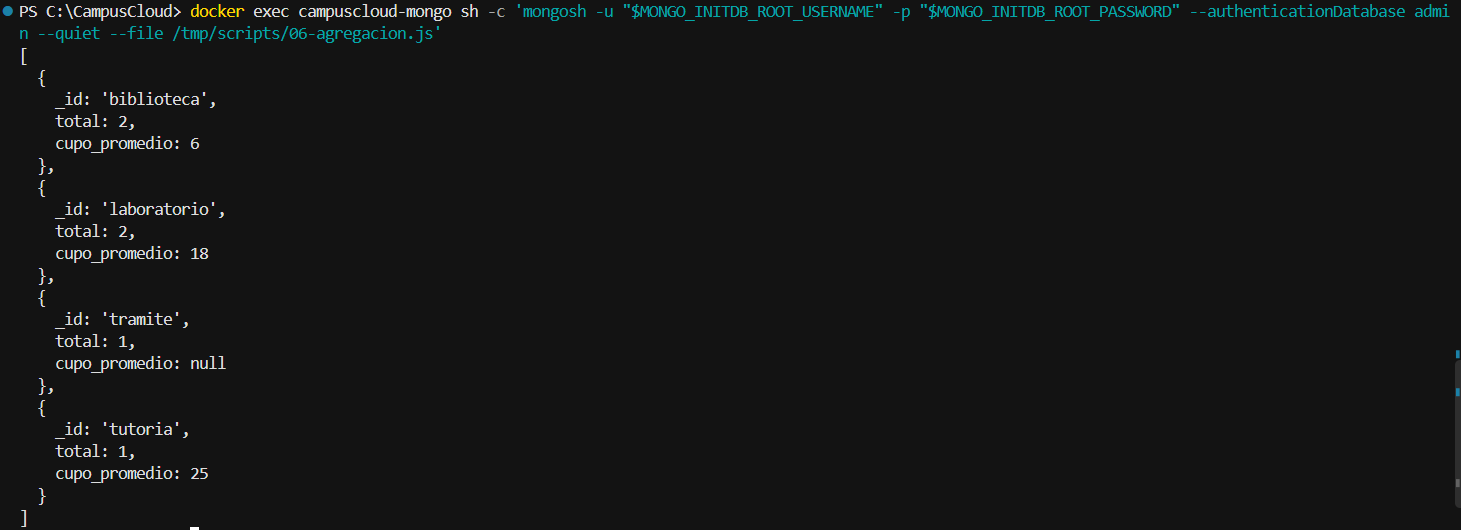 PS C:\CampusCloud> docker exec campuscloud-mongo sh -c 'mongosh -u "$MONGO_INITDB_ROOT_USERNAME" -p "$MONGO_INITDB_ROOT_PASSWORD" --authenticationDatabase admi
n --quiet --file /tmp/scripts/06-agregacion.js'
[
  {
    _id: 'biblioteca',
    total: 2,
    cupo_promedio: 6
  },
  {
    _id: 'laboratorio',
    total: 2,
    cupo_promedio: 18
  },
  {
    _id: 'tramite',
    total: 1,
    cupo_promedio: null
  },
  {
    _id: 'tutoria',
    total: 1,
    cupo_promedio: 25
  }
]